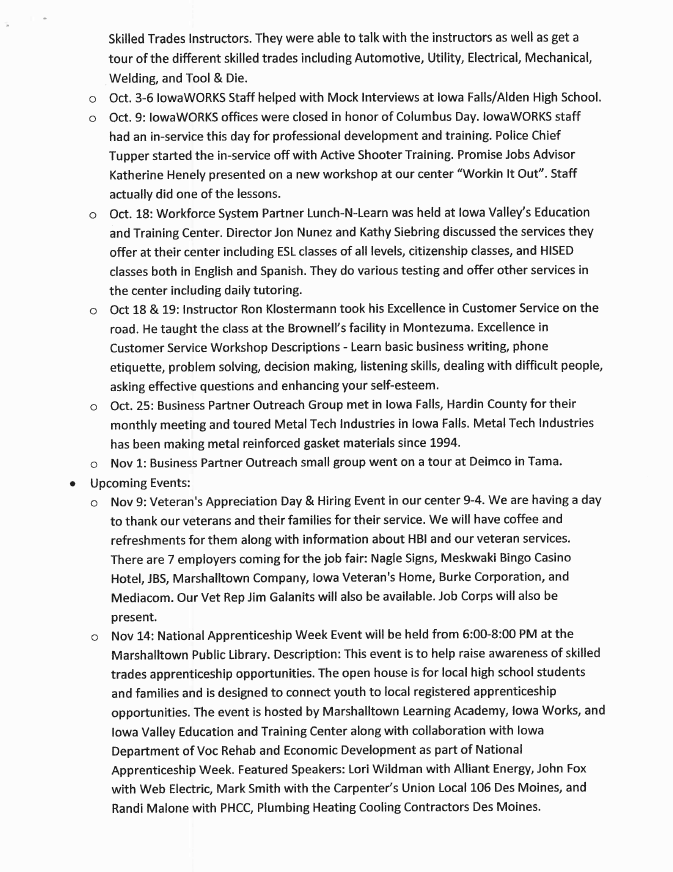 Skilled Trades Instructors. They were able to talk with the instructors as well as get a
tour of the different skilled trades including Automotive, Utility, Electrical, Mechanical,
Welding, and Tool & Die.
o Oct. 3-6 IowaWORKS Staff helped with Mock Interviews at Iowa Falls/Alden High School.
o Oct. 9: IowaWORKS offices were closed in honor of Columbus Day. IowaWORKS staff
had an in-service this day for professional development and training. Police Chief
Tupper started the in-service off with Active Shooter Training. Promise Jobs Advisor
Katherine Henely presented on a new workshop at our center “Workin It Out”. Staff
actually did one of the lessons.
o Oct. 18: Workforce System Partner Lunch-N-Learn was held at Iowa Valley’s Education
and Training Center. Director Jon Nunez and Kathy Siebring discussed the services they
offer at their center including ESL classes of all levels, citizenship classes, and HISED
classes both in English and Spanish. They do various testing and offer other services in
the center including daily tutoring.
o Oct 18 & 19: Instructor Ron Klostermann took his Excellence in Customer Service on the
road. He taught the class at the Brownell’s facility in Montezuma. Excellence in
Customer Service Workshop Descriptions - Learn basic business writing, phone
etiquette, problem solving, decision making, listening skills, dealing with difficult people,
asking effective questions and enhancing your self-esteem.
o Oct. 25: Business Partner Outreach Group met in Iowa Falls, Hardin County for their
monthly meeting and toured Metal Tech Industries in Iowa Falls. Metal Tech Industries
has been making metal reinforced gasket materials since 1994.
o Nov 1: Business Partner Outreach small group went on a tour at Deimco in Tama.
• Upcoming Events:
o Nov 9: Veteran's Appreciation Day & Hiring Event in our center 9-4. We are having a day
to thank our veterans and their families for their service. We will have coffee and
refreshments for them along with information about HBI and our veteran services.
There are 7 employers coming for the job fair: Nagle Signs, Meskwaki Bingo Casino
Hotel, JBS, Marshalltown Company, Iowa Veteran's Home, Burke Corporation, and
Mediacom. Our Vet Rep Jim Galanits will also be available. Job Corps will also be
present.
o Nov 14: National Apprenticeship Week Event will be held from 6:00-8:00 PM at the
Marshalltown Public Library. Description: This event is to help raise awareness of skilled
trades apprenticeship opportunities. The open house is for local high school students
and families and is designed to connect youth to local registered apprenticeship
opportunities. The event is hosted by Marshalltown Learning Academy, Iowa Works, and
Iowa Valley Education and Training Center along with collaboration with Iowa
Department of Voc Rehab and Economic Development as part of National
Apprenticeship Week. Featured Speakers: Lori Wildman with Alliant Energy, John Fox
with Web Electric, Mark Smith with the Carpenter’s Union Local 106 Des Moines, and
Randi Malone with PHCC, Plumbing Heating Cooling Contractors Des Moines.